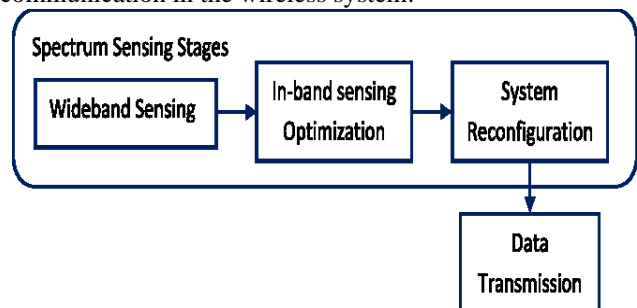 communication in the wireless system.
Spectrum Sensing Stages
Wideband Sensing
In-band sensing
Optimization
System
Reconfiguration
Data
Transmission